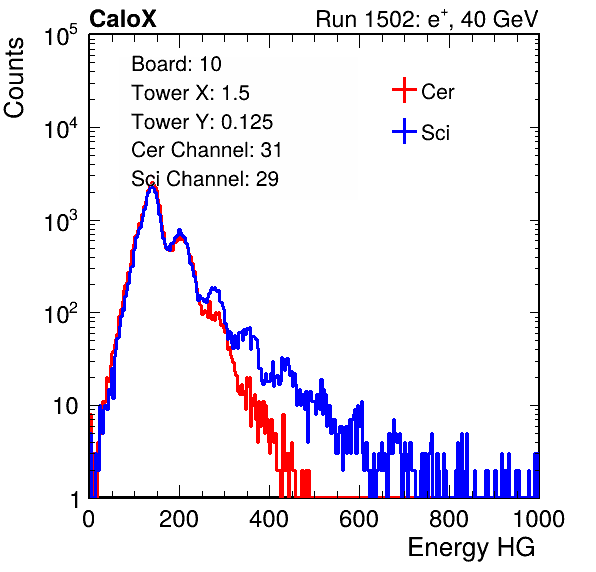 CaloX Run 1502: e⁺, 40 GeV
Counts
Board: 10
Tower X: 1.5
Tower Y: 0.125
Cer Channel: 31
Sci Channel: 29
Cer
Sci
10⁵
10⁴
10³
10²
10
1
0 200 400 600 800 1000
Energy HG